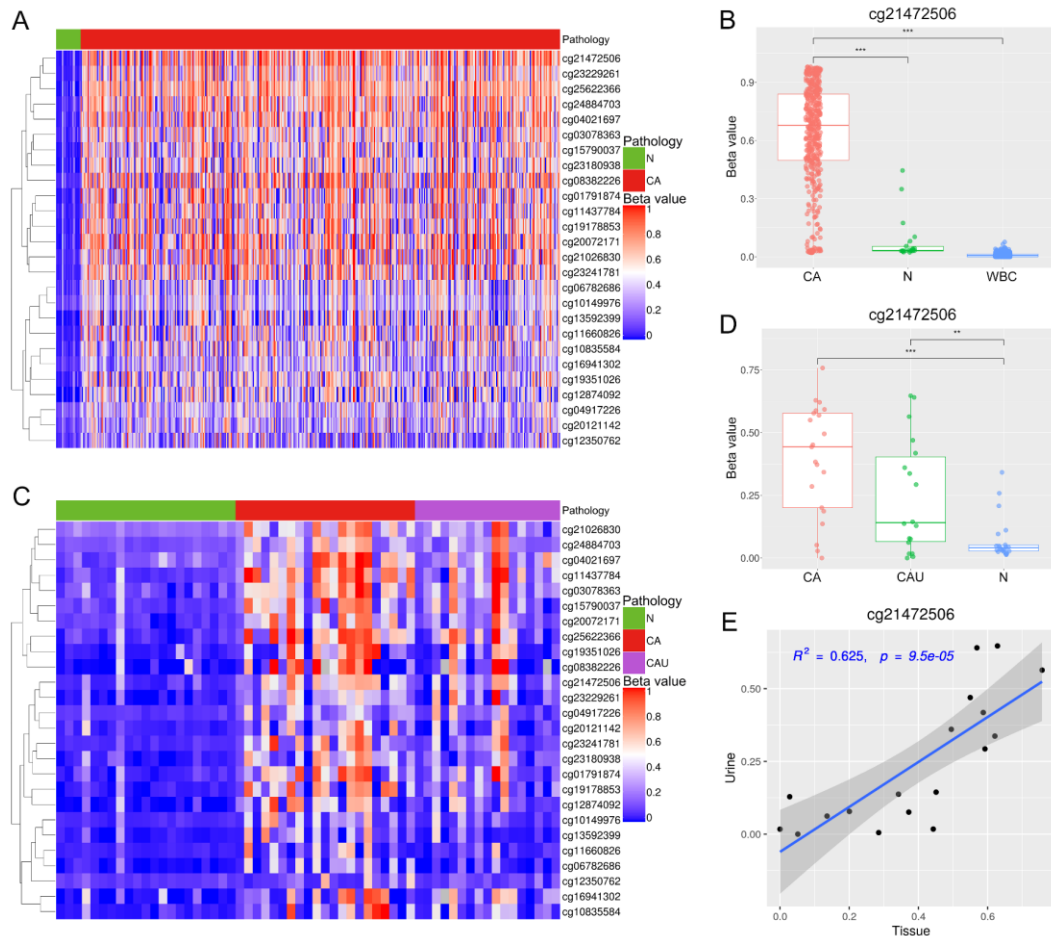 A
Pathology
cg21472506
cg23229261
cg25622366
cg24884703
cg04021697
cg03078363
cg15790037
cg23180938
cg08382226
cg01791874
cg11437784
cg19178853
cg20072171
cg21026830
cg23241781
cg06782686
cg10149976
cg13592399
cg11660826
cg10835584
cg16941302
cg19351026
cg12874092
cg04917226
cg20121142
cg12350762
Pathology
N
CA
Beta value
1
0.8
0.6
0.4
0.2
0
B
cg21472506
***
***
Beta value
0.9
0.6
0.3
0.0
CA N WBC
C
Pathology
cg21026830
cg24884703
cg04021697
cg11437784
cg03078363
cg15790037
cg20072171
cg25622366
cg19351026
cg08382226
cg21472506
cg23229261
cg04917226
cg20121142
cg23241781
cg23180938
cg01791874
cg19178853
cg12874092
cg10149976
cg13592399
cg11660826
cg06782686
cg12350762
cg16941302
cg10835584
Pathology
N
CA
CAU
Beta value
1
0.8
0.6
0.4
0.2
0
D
cg21472506
**
***
Beta value
0.75
0.50
0.25
0.00
CA CAU N
E
cg21472506
R² = 0.625, p = 9.5e-05
Urine
0.50
0.25
0.00
0.0 0.2 0.4 0.6
Tissue